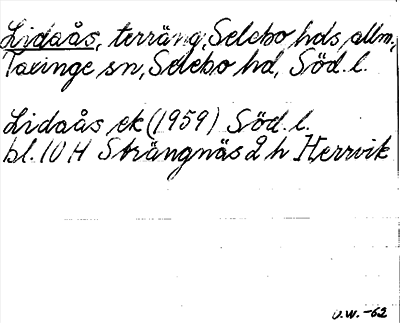 Lidaås, terräng, Selebo hds allm.,
Taxinge sn, Selebo hd, Söd. l.
Lidaås ek (1959) Söd. l.
bl. 10 H Strängnäs 2 h Herrvik
U.W. -62